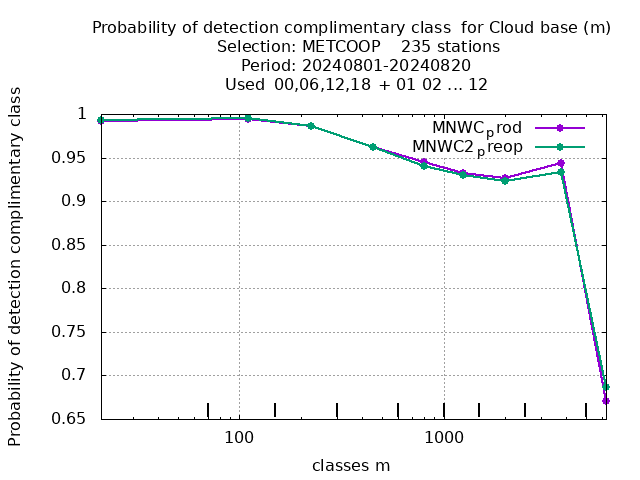 Probability of detection complimentary class  for Cloud base (m)
Selection: METCOOP    235 stations
Period: 20240801-20240820
Used  00,06,12,18 + 01 02 ... 12
Probability of detection complimentary class
1
0.95
0.9
0.85
0.8
0.75
0.7
0.65
MNWCprod
MNWC2preop
100
1000
classes m